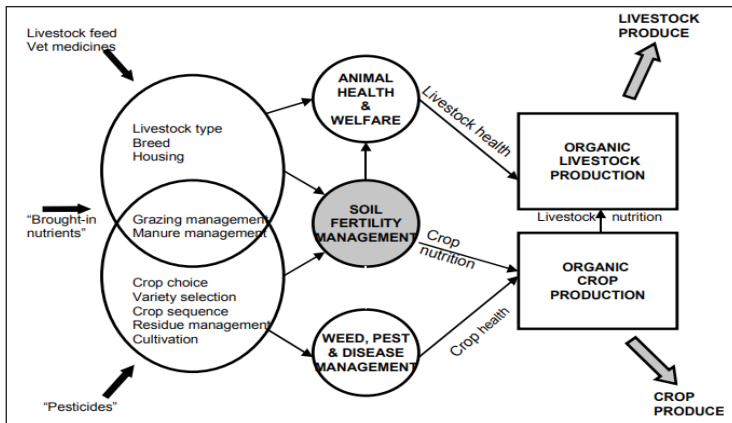 Livestock feed
Vet medicines
"Brought-in
nutrients"
"Pesticides"
Livestock type
Breed
Housing
Grazing management
Manure management
Crop choice
Variety selection
Crop sequence
Residue management
Cultivation
ANIMAL
HEALTH
&
WELFARE
SOIL
FERTILITY
MANAGEMENT
WEED, PEST
& DISEASE
MANAGEMENT
Livestock health
Crop
nutrition
Crop health
LIVESTOCK
PRODUCE
ORGANIC
LIVESTOCK
PRODUCTION
Livestock nutrition
ORGANIC
CROP
PRODUCTION
CROP
PRODUCE